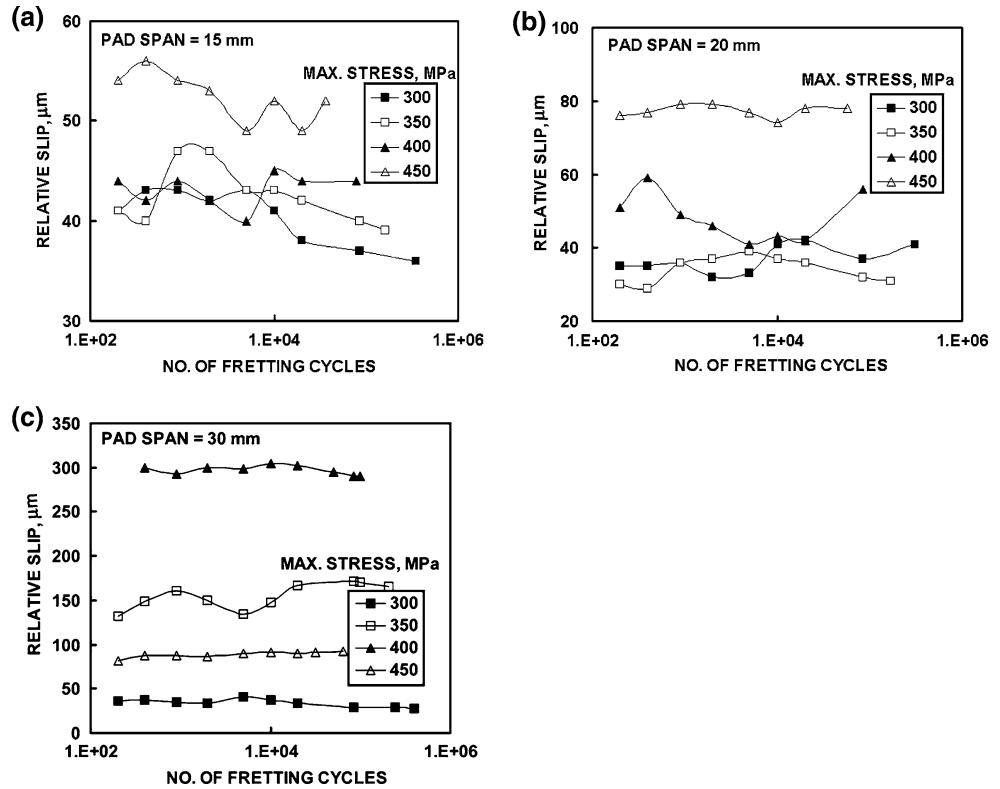 (a)
PAD SPAN = 15 mm
MAX. STRESS, MPa
300
350
400
450
60
50
40
30
RELATIVE SLIP, μm
1.E+02
1.E+04
1.E+06
NO. OF FRETTING CYCLES
(b)
PAD SPAN = 20 mm
MAX. STRESS, MPa
300
350
400
450
100
80
60
40
20
RELATIVE SLIP, μm
1.E+02
1.E+04
1.E+06
NO. OF FRETTING CYCLES
(c)
PAD SPAN = 30 mm
MAX. STRESS, MPa
300
350
400
450
350
300
250
200
150
100
50
0
RELATIVE SLIP, μm
1.E+02
1.E+04
1.E+06
NO. OF FRETTING CYCLES